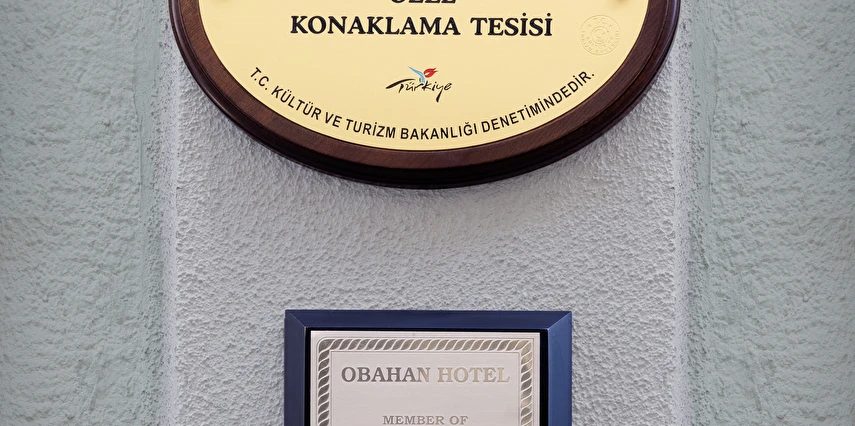 KONAKLAMA TESİSİ
Türkiye
T.C. KÜLTÜR VE TURİZM BAKANLIĞI DENETİMİNDEDİR.
OBAHAN HOTEL
MEMBER OF